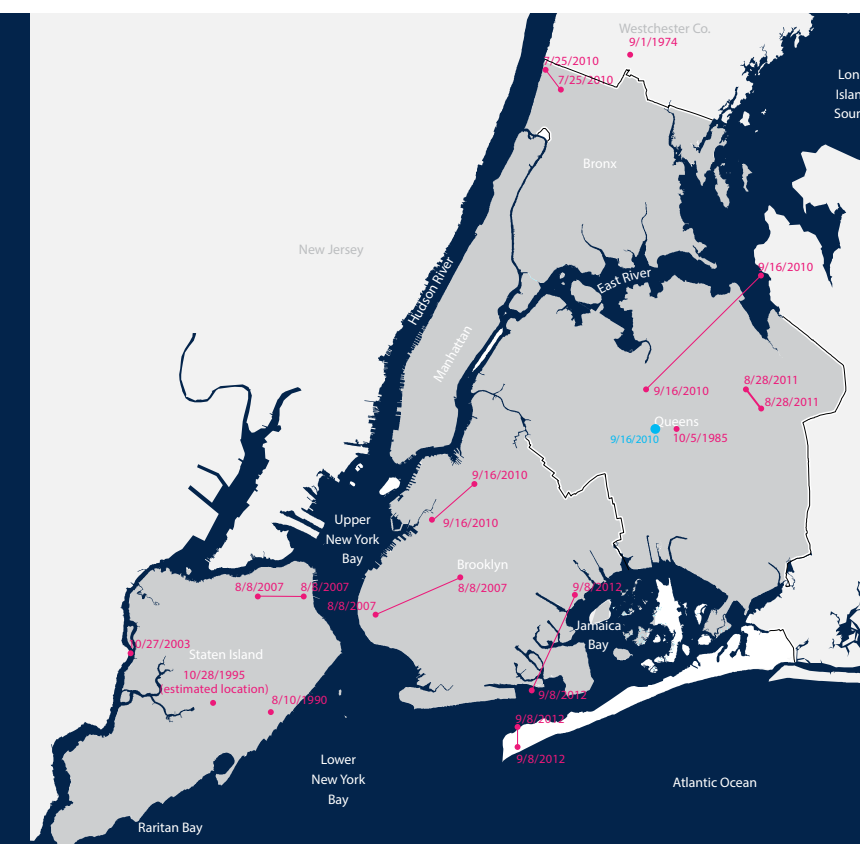 Westchester Co.
9/1/1974
7/25/2010
7/25/2010
Lon
Islan
Soun
Bronx
New Jersey
Hudson River
East River
9/16/2010
Manhattan
9/16/2010
8/28/2011
8/28/2011
Queens
9/16/2010
10/5/1985
9/16/2010
9/16/2010
Upper
New York
Bay
Brooklyn
8/8/2007
8/8/2007
8/8/2007
8/8/2007
9/8/2012
Jamaica
Bay
10/27/2003
Staten Island
10/28/1995
(estimated location)
8/10/1990
9/8/2012
9/8/2012
9/8/2012
Lower
New York
Bay
Atlantic Ocean
Raritan Bay